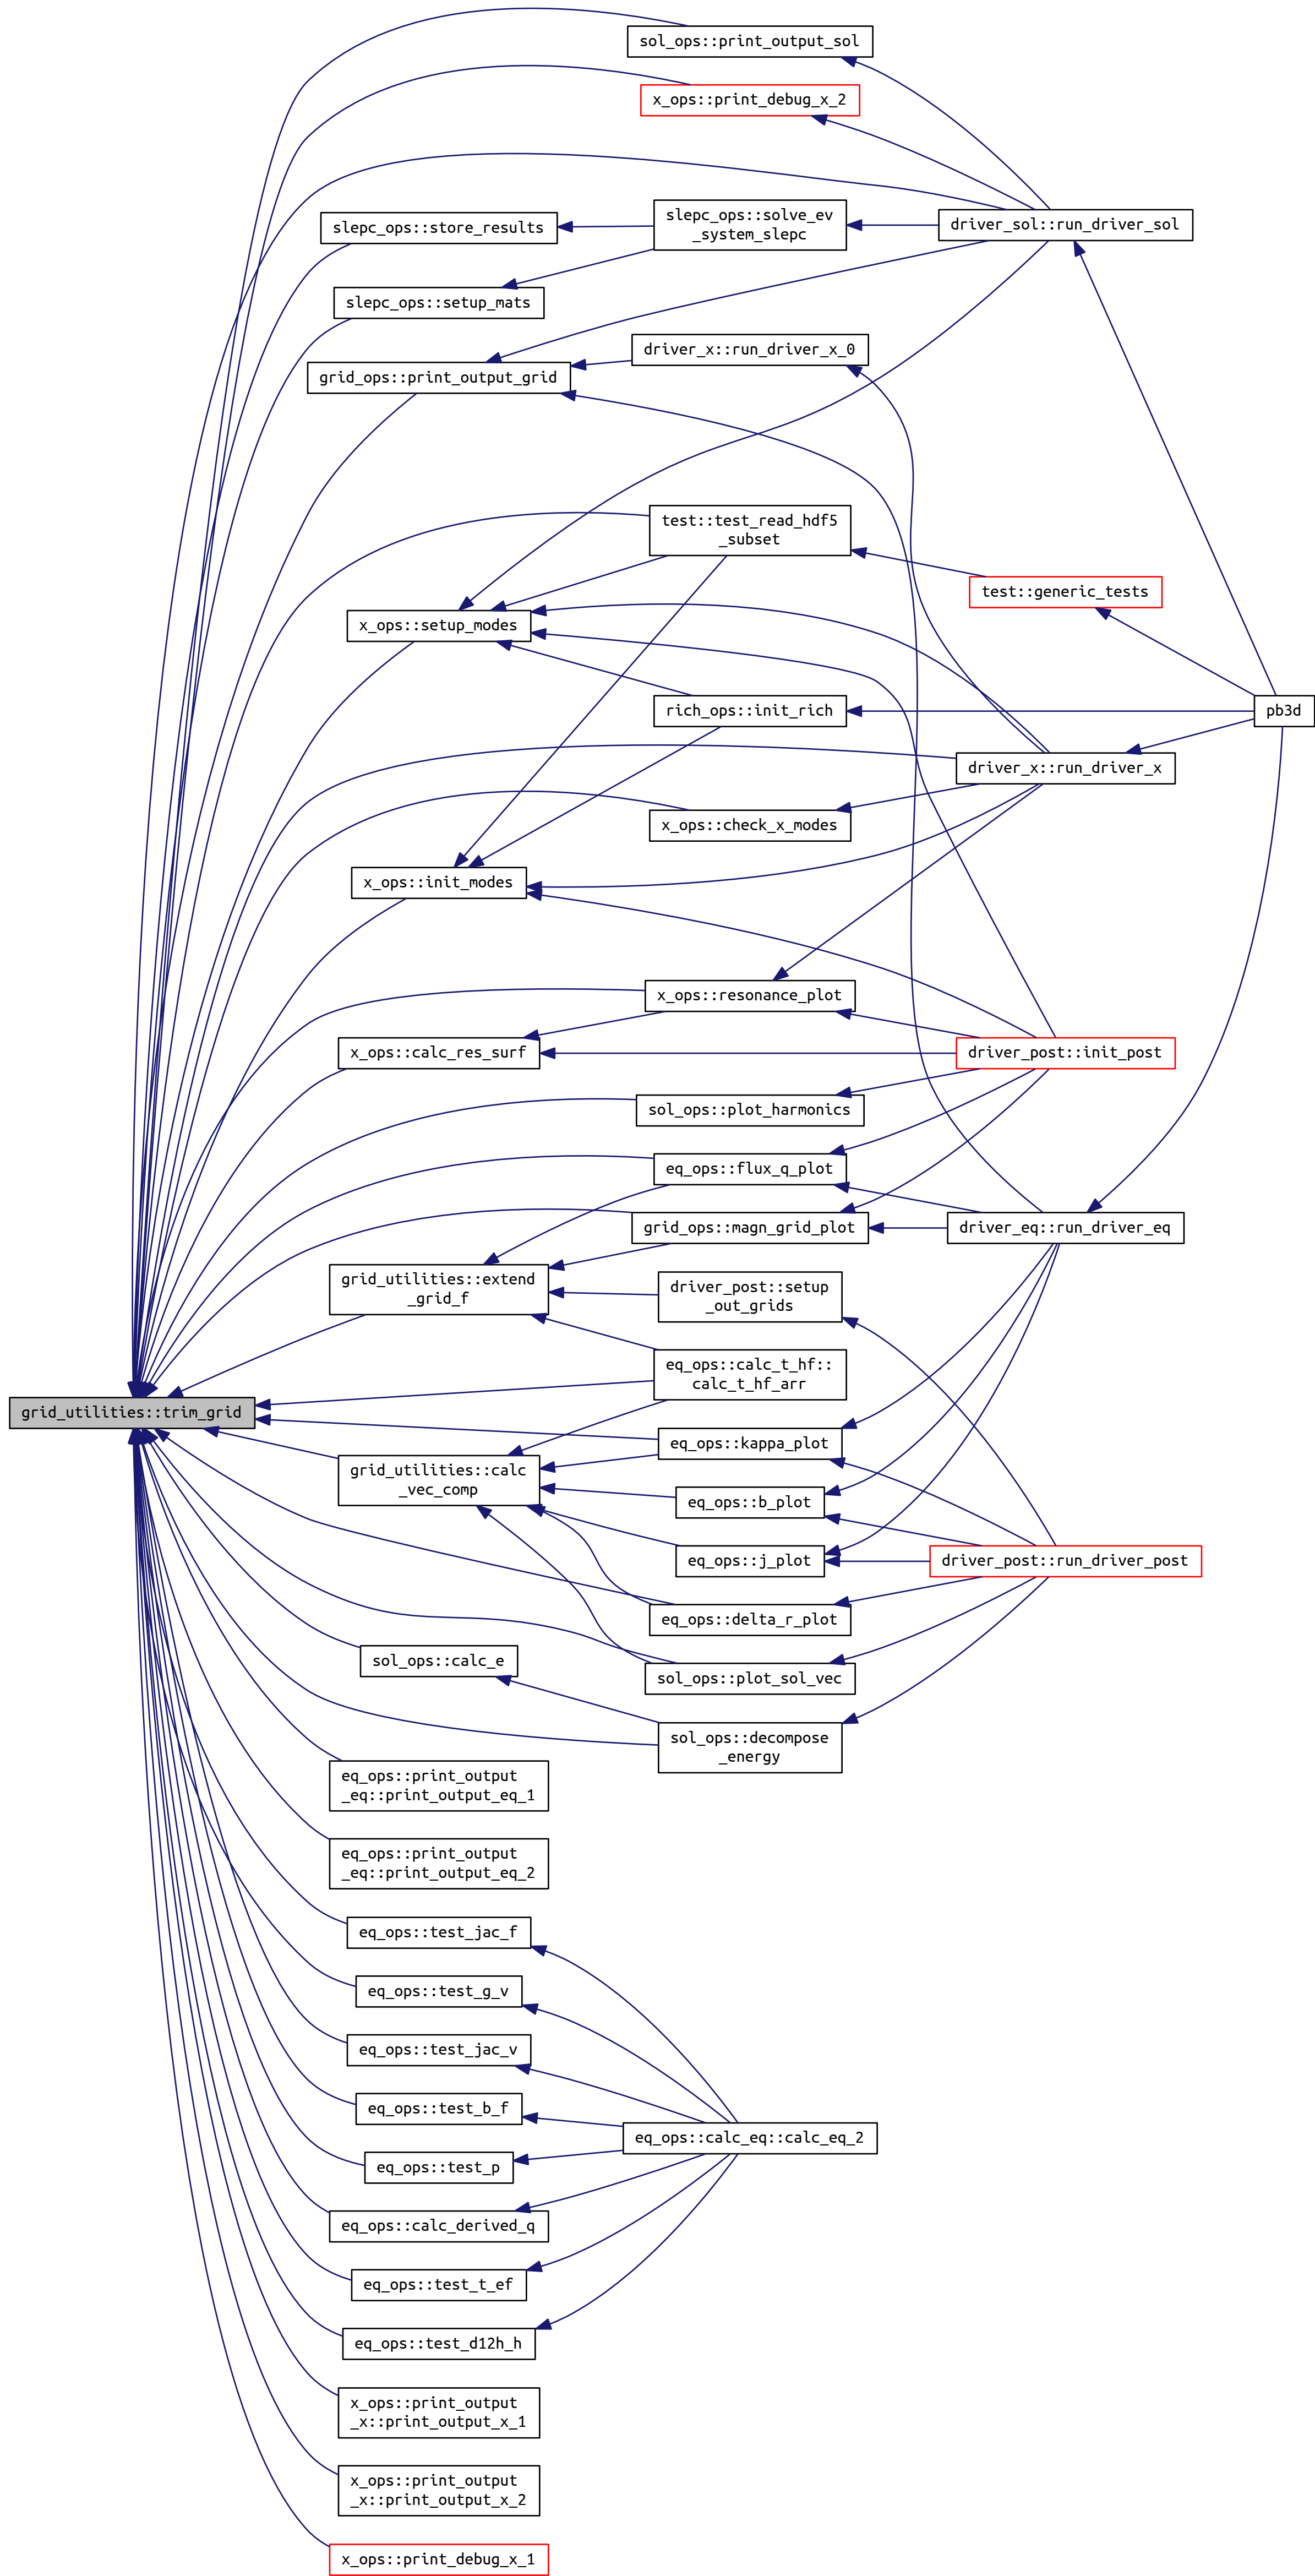 sol_ops::print_output_sol
x_ops::print_debug_x_2
slepc_ops::store_results
slepc_ops::solve_ev
_system_slepc
driver_sol::run_driver_sol
slepc_ops::setup_mats
driver_x::run_driver_x_0
grid_ops::print_output_grid
test::test_read_hdf5
_subset
test::generic_tests
x_ops::setup_modes
rich_ops::init_rich
pb3d
driver_x::run_driver_x
x_ops::check_x_modes
x_ops::init_modes
x_ops::resonance_plot
x_ops::calc_res_surf
driver_post::init_post
sol_ops::plot_harmonics
eq_ops::flux_q_plot
grid_ops::magn_grid_plot
driver_eq::run_driver_eq
grid_utilities::extend
_grid_f
driver_post::setup
_out_grids
eq_ops::calc_t_hf::
calc_t_hf_arr
grid_utilities::trim_grid
eq_ops::kappa_plot
grid_utilities::calc
_vec_comp
eq_ops::b_plot
eq_ops::j_plot
driver_post::run_driver_post
eq_ops::delta_r_plot
sol_ops::calc_e
sol_ops::plot_sol_vec
sol_ops::decompose
_energy
eq_ops::print_output
_eq::print_output_eq_1
eq_ops::print_output
_eq::print_output_eq_2
eq_ops::test_jac_f
eq_ops::test_g_v
eq_ops::test_jac_v
eq_ops::test_b_f
eq_ops::calc_eq::calc_eq_2
eq_ops::test_p
eq_ops::calc_derived_q
eq_ops::test_t_ef
eq_ops::test_d12h_h
x_ops::print_output
_x::print_output_x_1
x_ops::print_output
_x::print_output_x_2
x_ops::print_debug_x_1